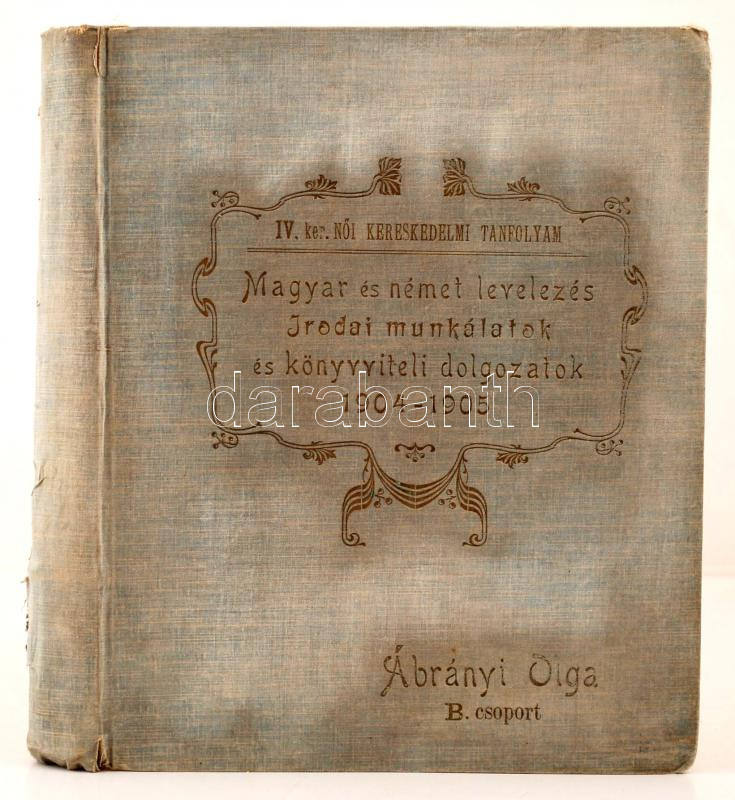 IV. ker. NŐI KERESKEDELMI TANFOLYAM
Magyar és német levelezés
Irodai munkálatok
és könyvviteli dolgozatok
darabanth
1904-1905
Ábrányi Olga
B. csoport